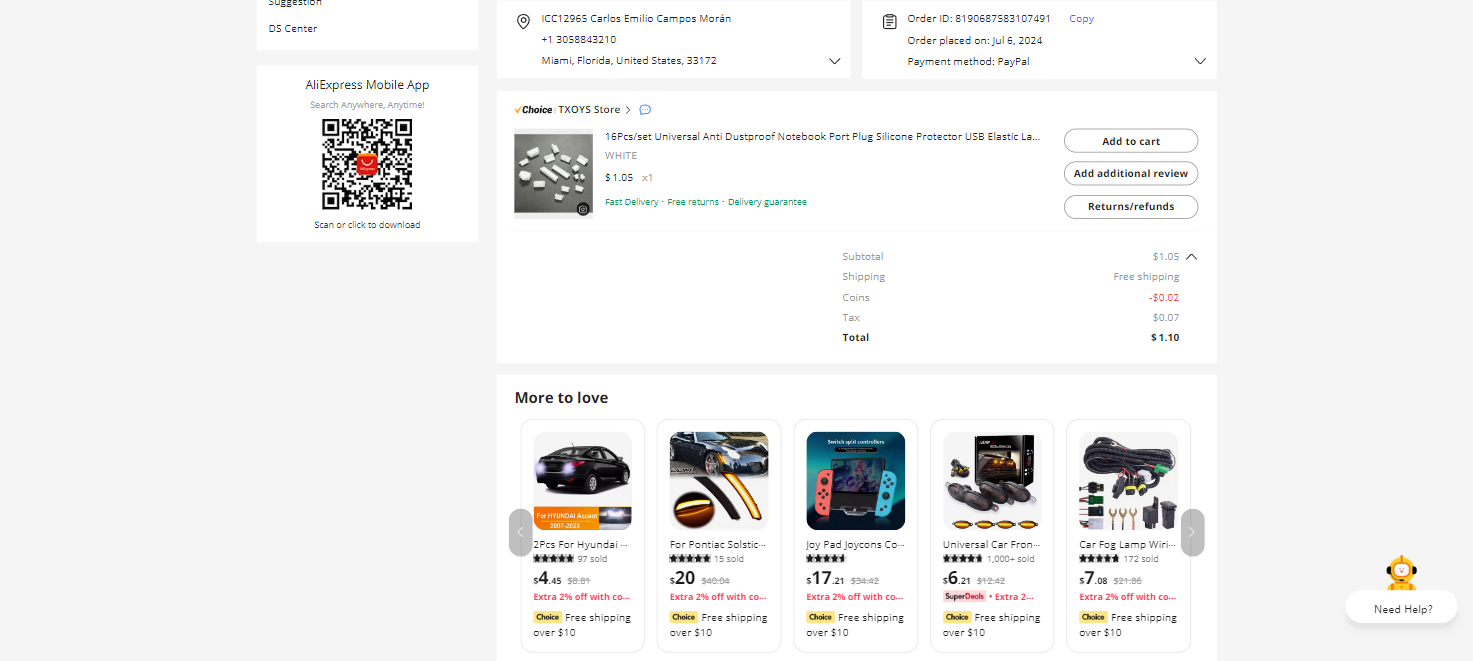 Suggestion
DS Center
AliExpress Mobile App
Search Anywhere, Anytime!
Scan or click to download
ICC12965 Carlos Emilio Campos Morán
+1 3058843210
Miami, Florida, United States, 33172
Order ID: 8190687583107491 Copy
Order placed on: Jul 6, 2024
Payment method: PayPal
Choice TXOYS Store
16Pcs/set Universal Anti Dustproof Notebook Port Plug Silicone Protector USB Elastic La...
WHITE
$1.05 x1
Fast Delivery · Free returns · Delivery guarantee
Add to cart
Add additional review
Returns/refunds
Subtotal $1.05
Shipping Free shipping
Coins -$0.02
Tax $0.07
Total $1.10
More to love
For HYUNDAI Accent
2007-2023
2Pcs For Hyundai ...
97 sold
$4.45 $8.81
Extra 2% off with co...
Choice Free shipping
over $10
For Pontiac Solstic...
15 sold
$20 $40.04
Extra 2% off with co...
Choice Free shipping
over $10
Switch split controllers
Joy Pad Joycons Co...
$17.21 $34.42
Extra 2% off with co...
Choice Free shipping
over $10
Universal Car Fron...
1,000+ sold
$6.21 $12.42
SuperDeals • Extra 2...
Choice Free shipping
over $10
Car Fog Lamp Wiri...
172 sold
$7.08 $21.86
Extra 2% off with co...
Choice Free shipping
over $10
Need Help?